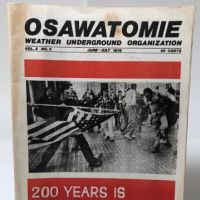 OSAWATOMIE
WEATHER UNDERGROUND ORGANIZATION
VOL. 2 NO. 2 JUNE-JULY 1976 50 CENTS
200 YEARS IS